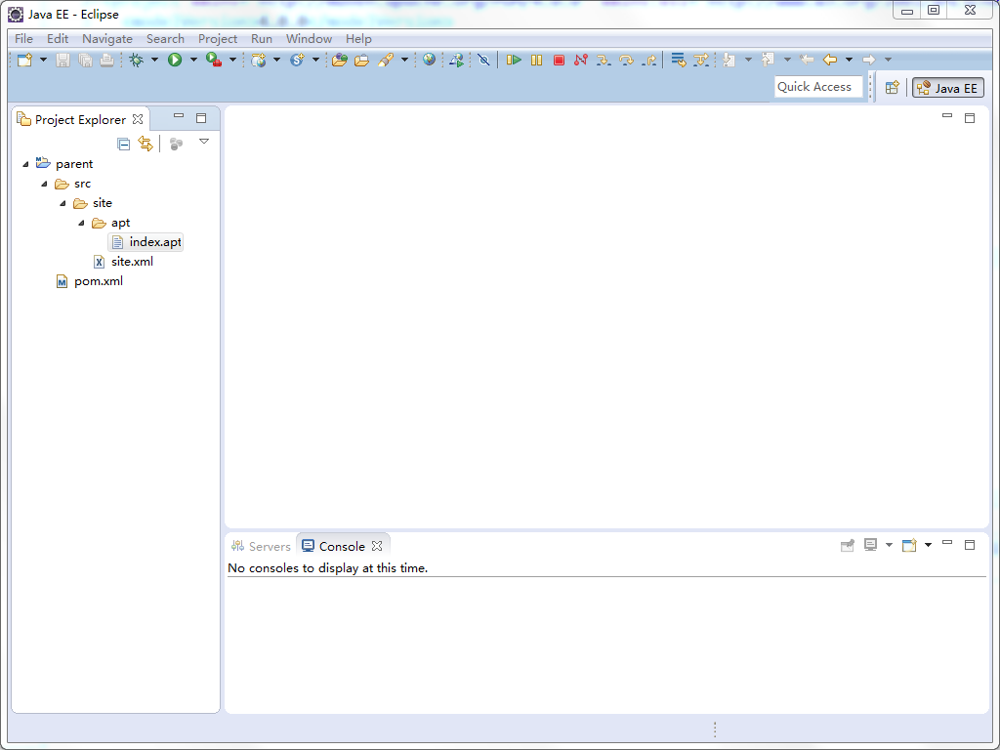 Java EE - Eclipse
File Edit Navigate Search Project Run Window Help
Quick Access
Java EE
Project Explorer
parent
src
site
apt
index.apt
site.xml
pom.xml
Servers Console
No consoles to display at this time.